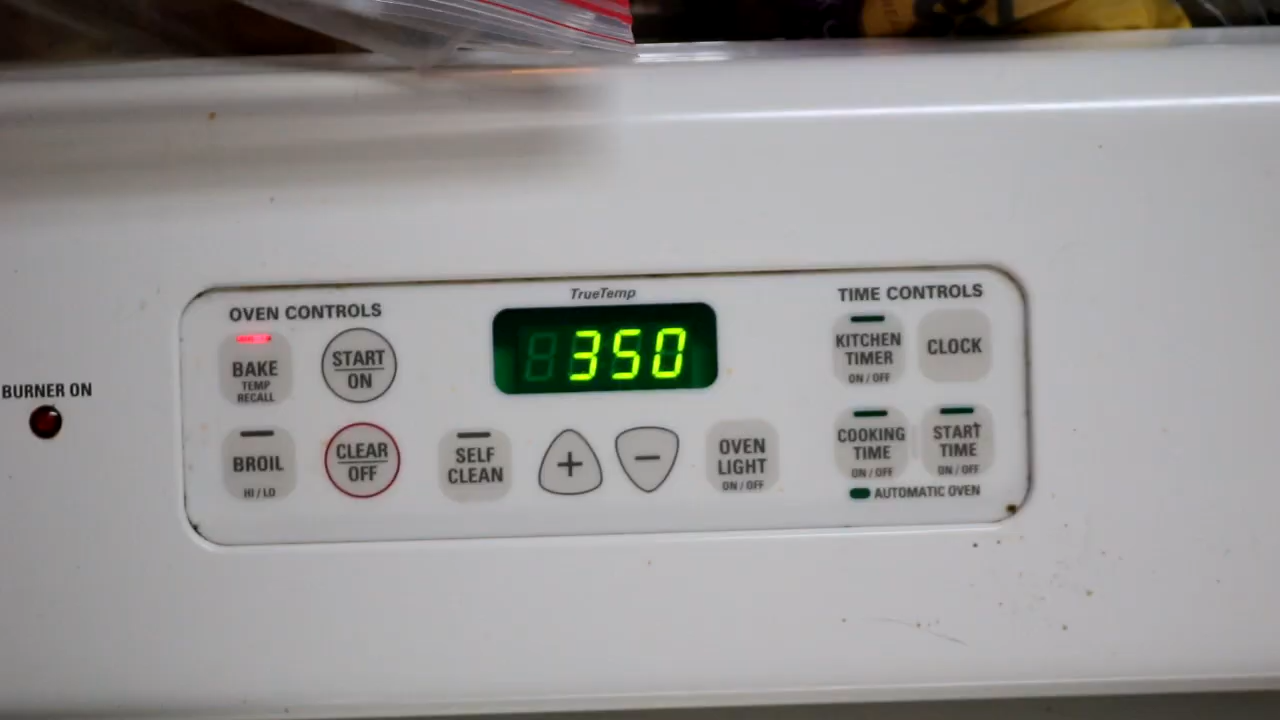 TrueTemp
OVEN CONTROLS
TIME CONTROLS
350
BAKE
TEMP
RECALL
START
ON
KITCHEN
TIMER
ON / OFF
CLOCK
BURNER ON
BROIL
HI / LO
CLEAR
OFF
SELF
CLEAN
+
−
OVEN
LIGHT
ON / OFF
COOKING
TIME
ON / OFF
START
TIME
ON / OFF
AUTOMATIC OVEN